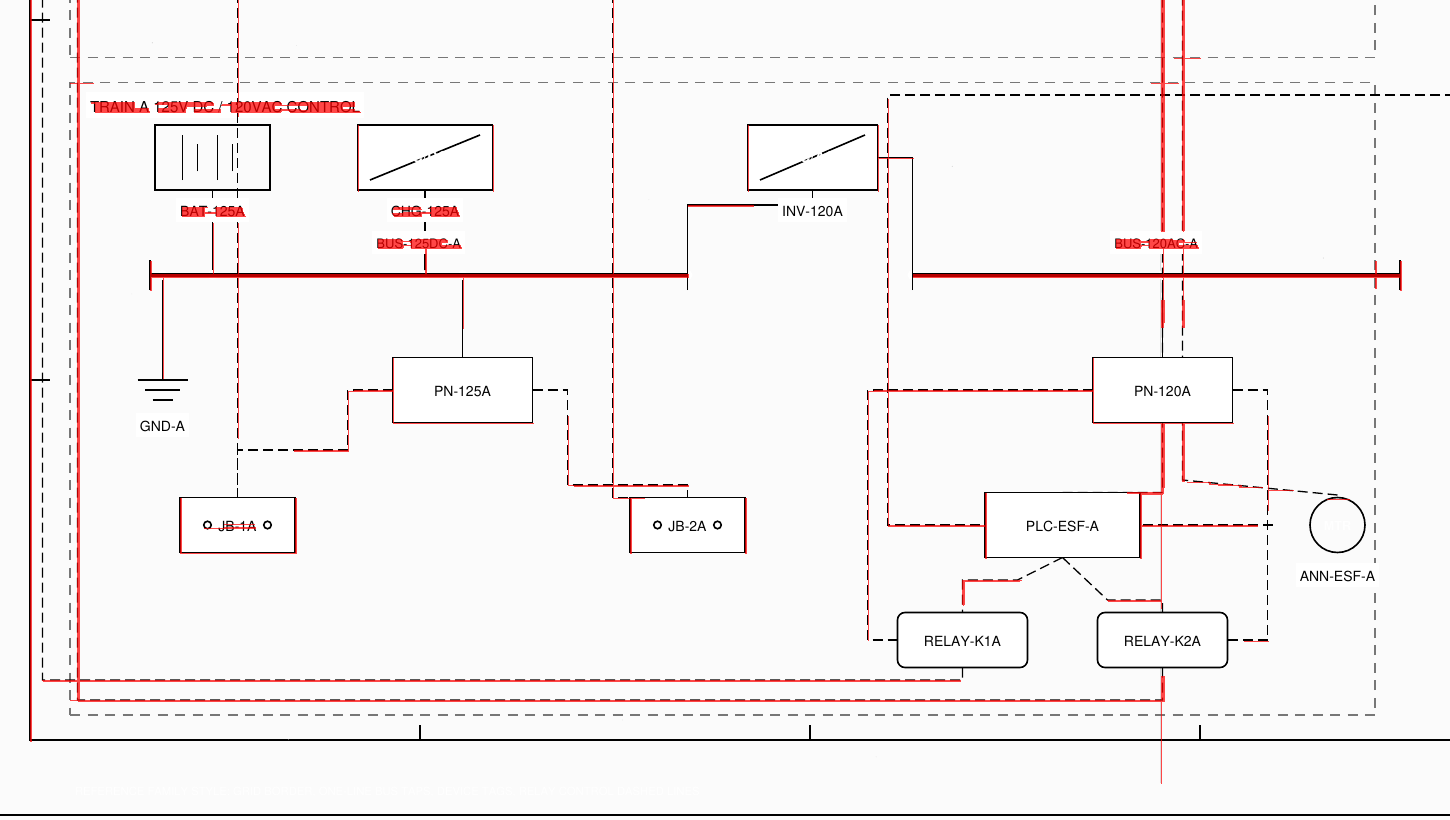 TRAIN A 125V DC / 120VAC CONTROL
BAT-125A
CHG-125A
INV-120A
BUS-125DC-A
BUS-120AC-A
PN-125A
PN-120A
GND-A
JB-1A
JB-2A
PLC-ESF-A
ANN-ESF-A
RELAY-K1A
RELAY-K2A